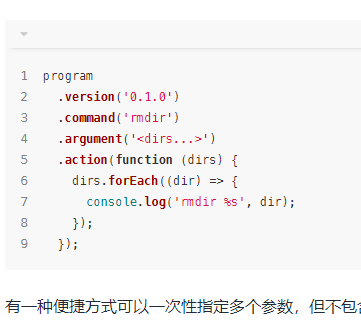 1 program
2   .version('0.1.0')
3   .command('rmdir')
4   .argument('<dirs...>')
5   .action(function (dirs) {
6     dirs.forEach((dir) => {
7       console.log('rmdir %s', dir);
8     });
9   });
有一种便捷方式可以一次性指定多个参数，但不包